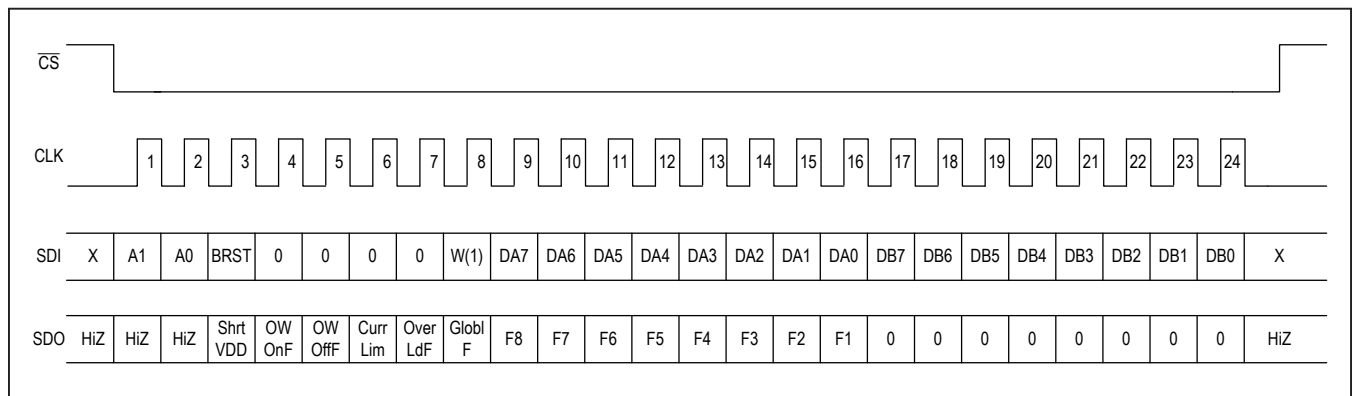 CS
CLK 1 2 3 4 5 6 7 8 9 10 11 12 13 14 15 16 17 18 19 20 21 22 23 24
SDI X A1 A0 BRST 0 0 0 0 W(1) DA7 DA6 DA5 DA4 DA3 DA2 DA1 DA0 DB7 DB6 DB5 DB4 DB3 DB2 DB1 DB0 X
SDO HiZ HiZ HiZ Shrt VDD OW OnF OW OffF Curr Lim Over LdF Globl F F8 F7 F6 F5 F4 F3 F2 F1 0 0 0 0 0 0 0 0 HiZ